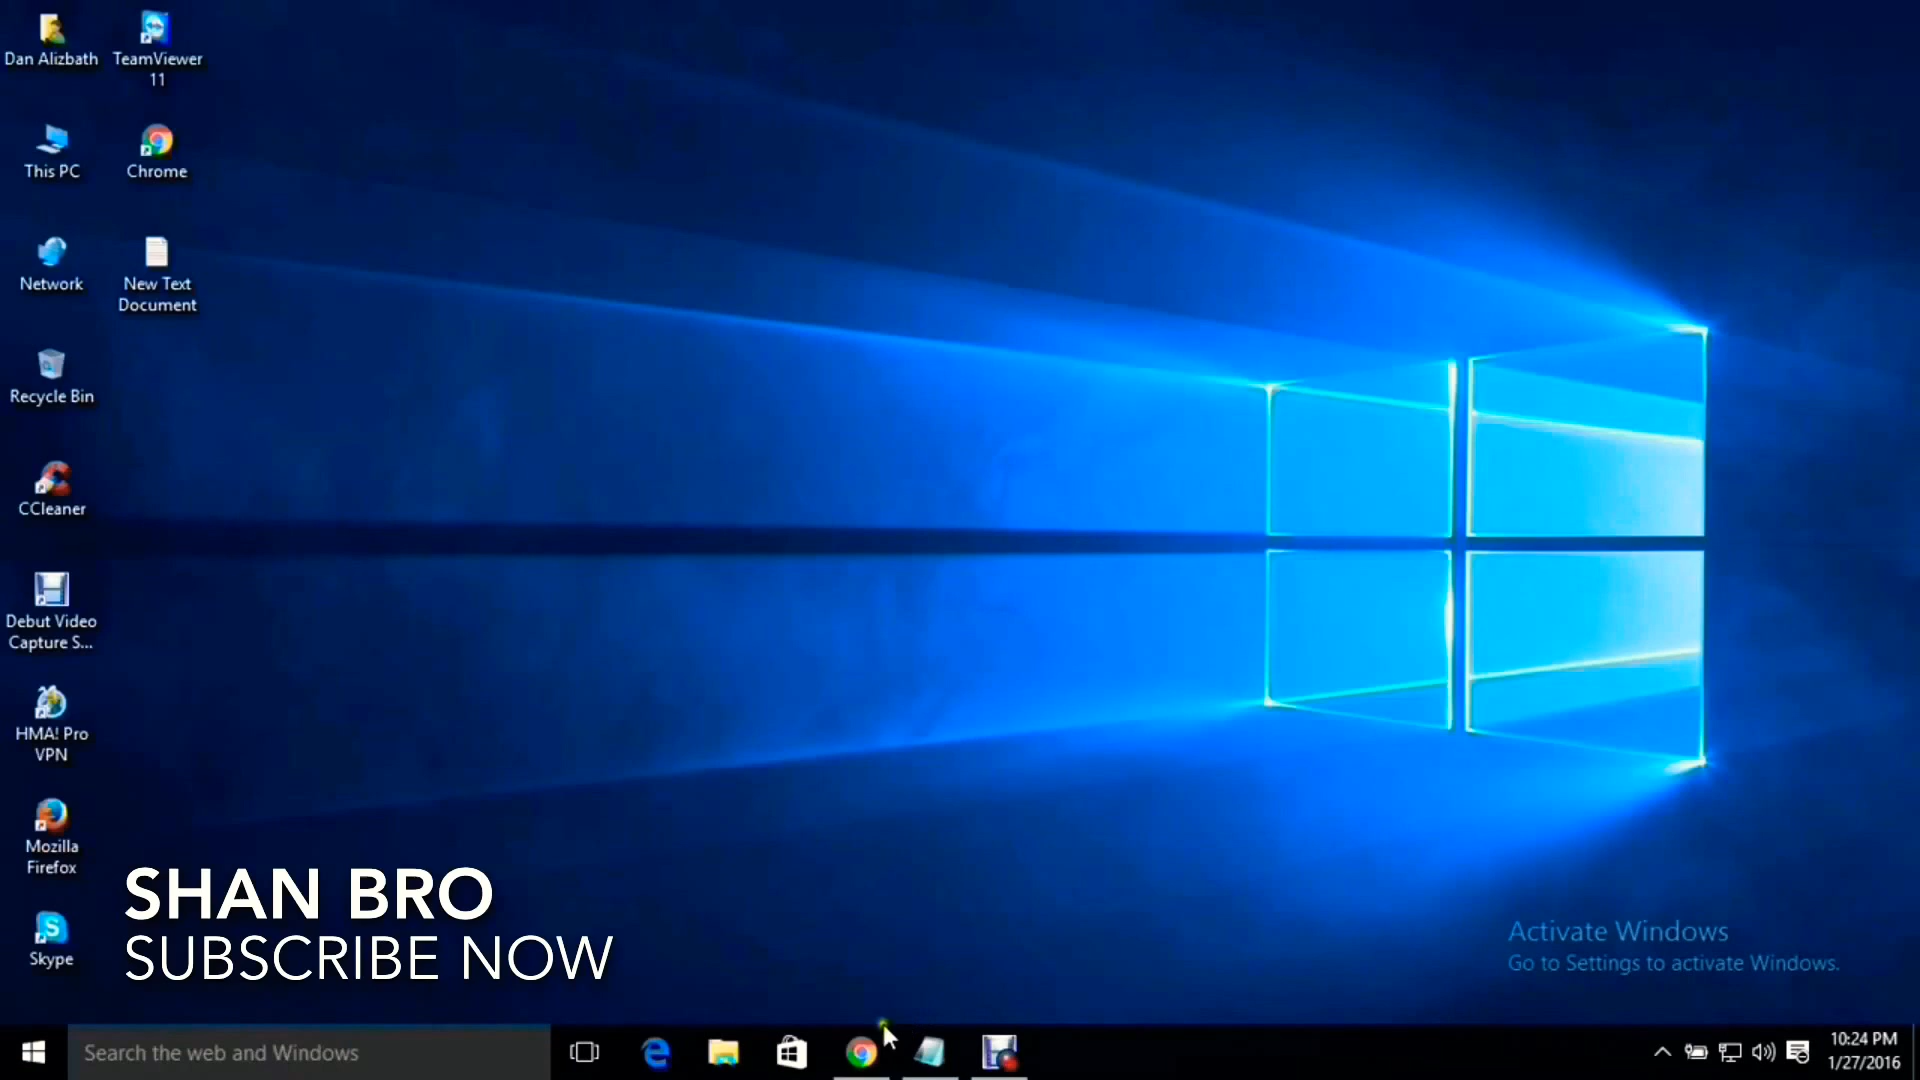 Dan Alizbath
TeamViewer
11
This PC
Chrome
Network
New Text
Document
Recycle Bin
CCleaner
Debut Video
Capture S...
HMA! Pro
VPN
Mozilla
Firefox
Skype
SHAN BRO
SUBSCRIBE NOW
Activate Windows
Go to Settings to activate Windows.
Search the web and Windows
10:24 PM
1/27/2016